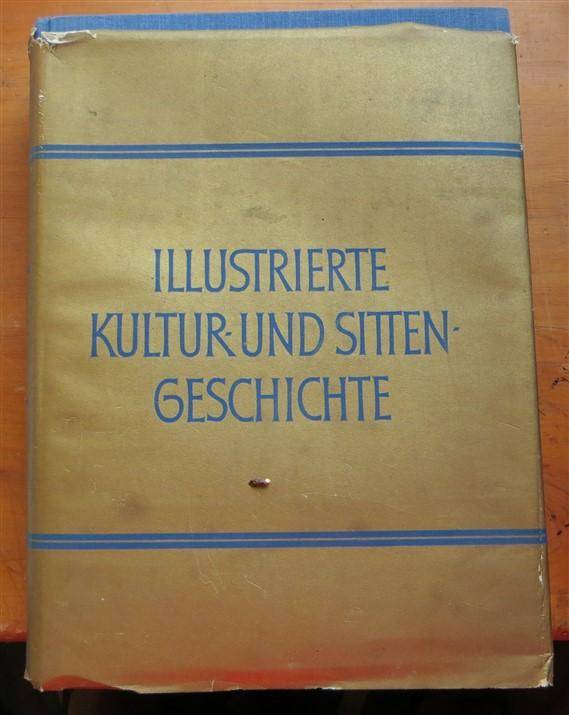 ILLUSTRIERTE
KULTUR- UND SITTEN-
GESCHICHTE